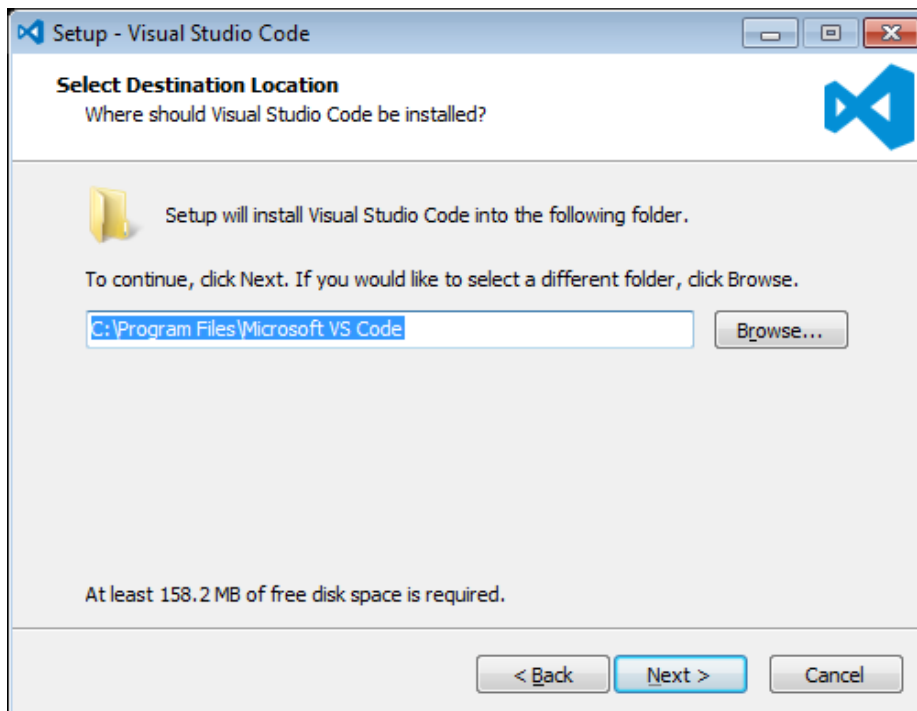 Setup - Visual Studio Code
Select Destination Location
Where should Visual Studio Code be installed?
Setup will install Visual Studio Code into the following folder.
To continue, click Next. If you would like to select a different folder, click Browse.
C:\Program Files\Microsoft VS Code
Browse...
At least 158.2 MB of free disk space is required.
< Back
Next >
Cancel